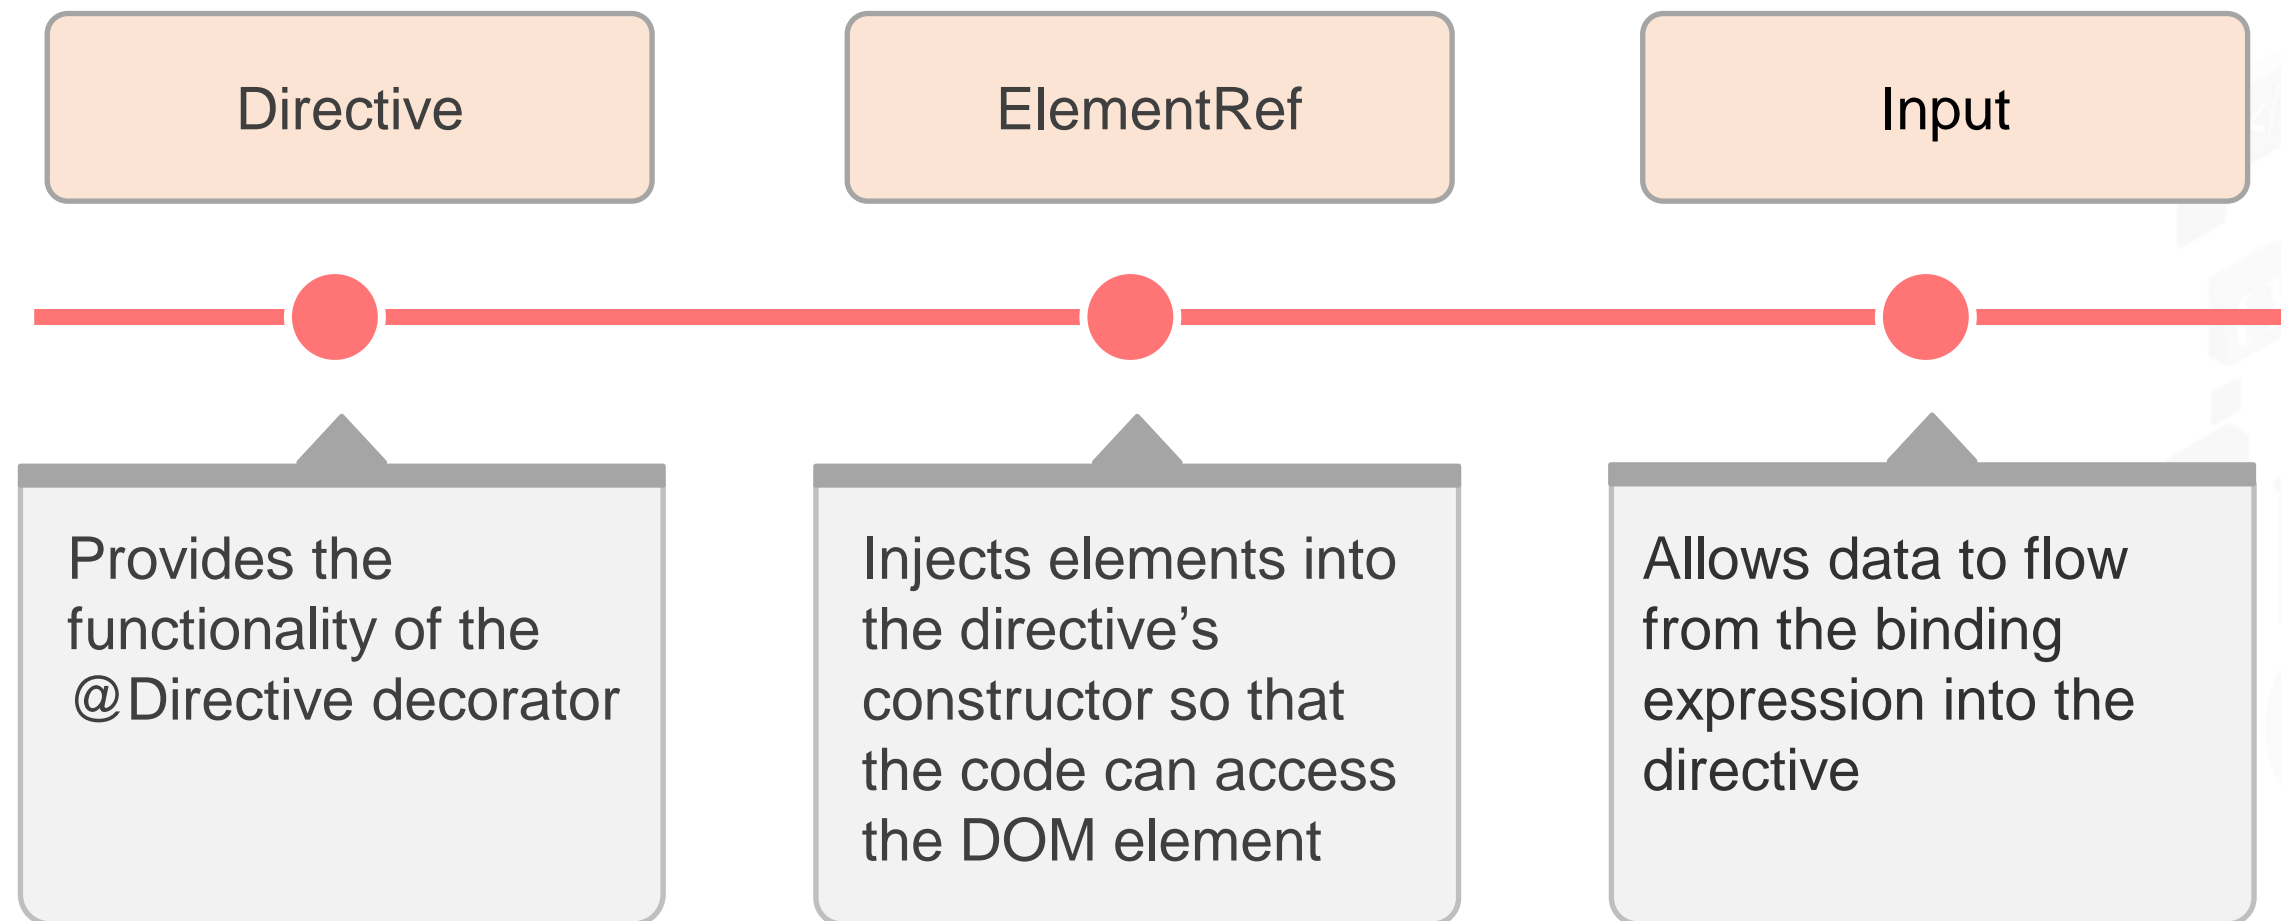 Directive
ElementRef
Input
Provides the
functionality of the
@Directive decorator
Injects elements into
the directive’s
constructor so that
the code can access
the DOM element
Allows data to flow
from the binding
expression into the
directive